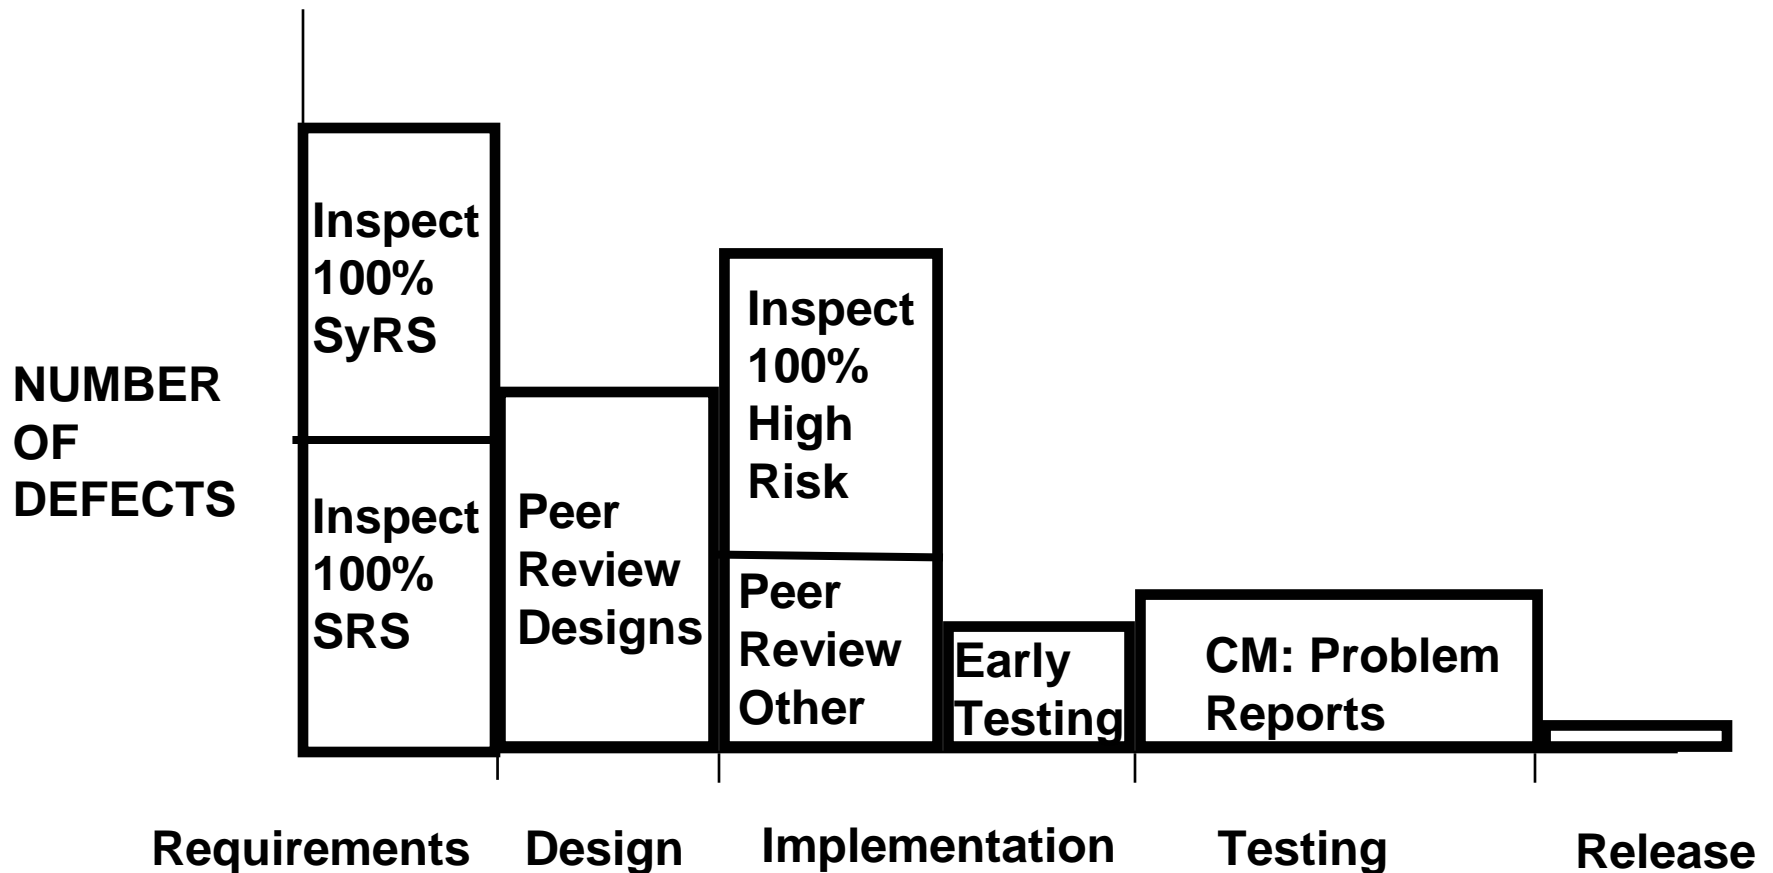 Inspect
100%
SyRS
Inspect
100%
SRS
NUMBER
OF
DEFECTS
Peer
Review
Designs
Inspect
100%
High
Risk
Peer
Review
Other
Early
Testing
CM: Problem
Reports
Requirements
Design
Implementation
Testing
Release